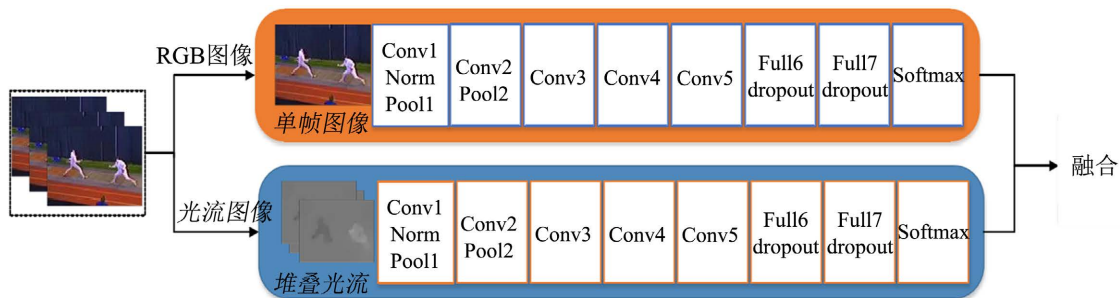 RGB图像
单帧图像
Conv1
Norm
Pool1
Conv2
Pool2
Conv3
Conv4
Conv5
Full6
dropout
Full7
dropout
Softmax
光流图像
堆叠光流
Conv1
Norm
Pool1
Conv2
Pool2
Conv3
Conv4
Conv5
Full6
dropout
Full7
dropout
Softmax
融合